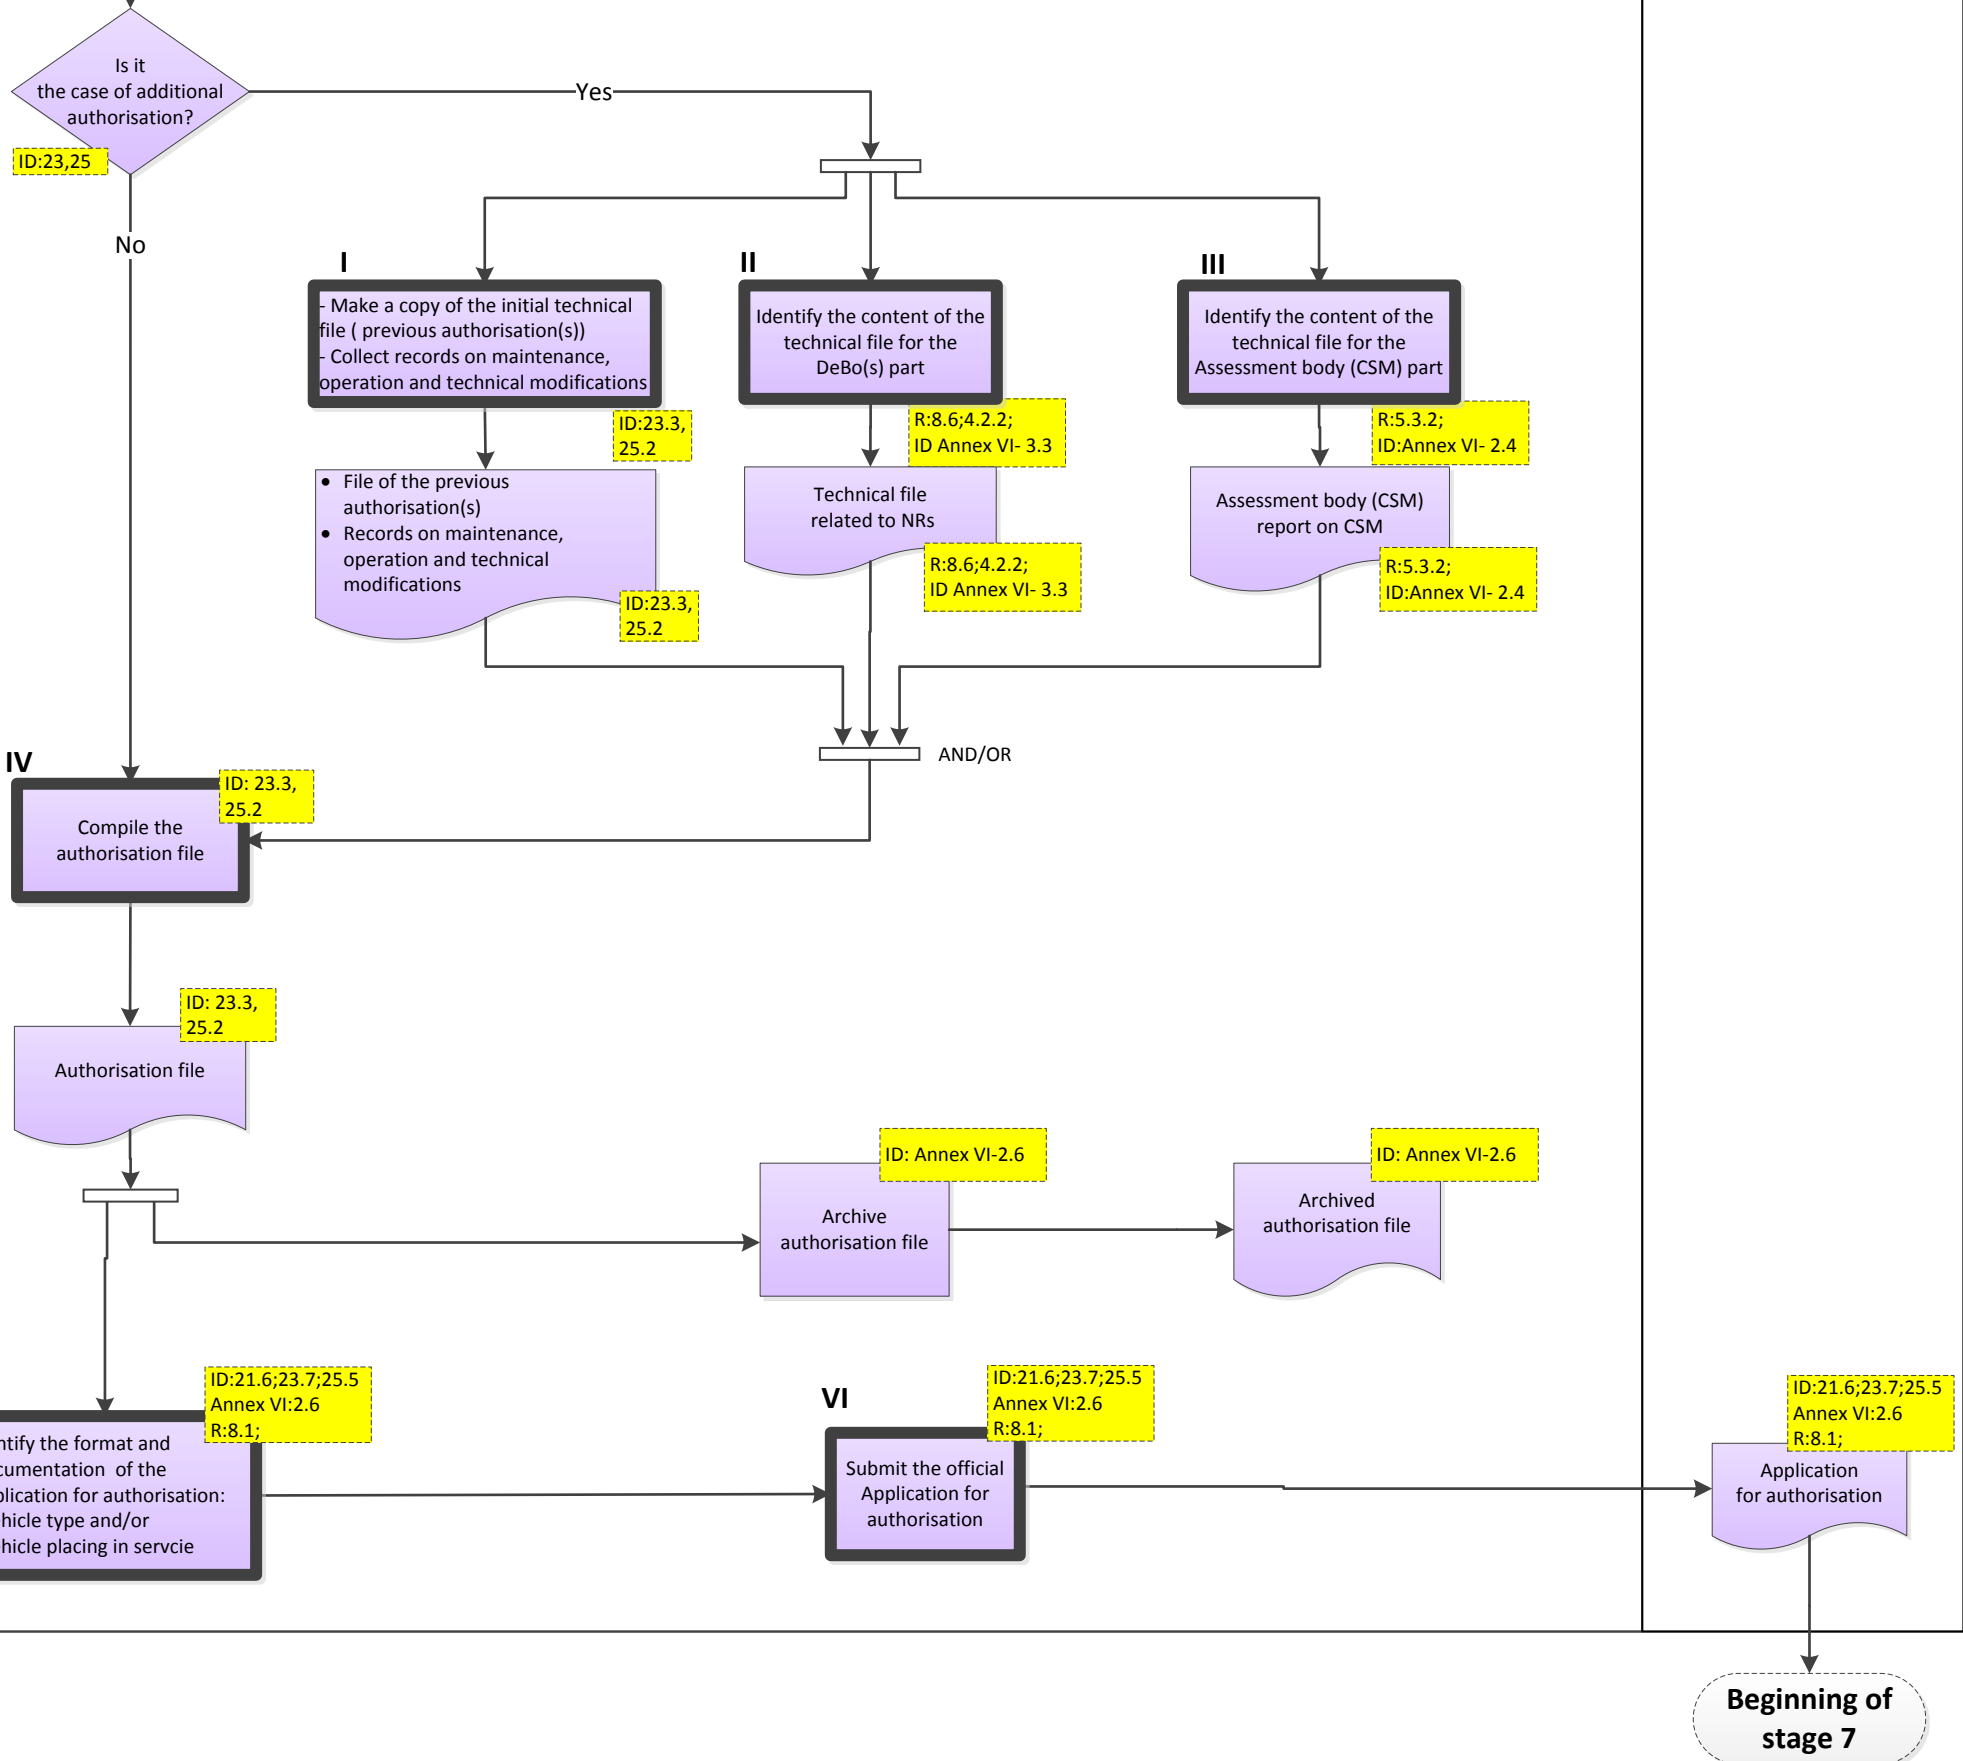 Is it
the case of additional
authorisation?
ID:23,25
Yes
No
I
- Make a copy of the initial technical
file ( previous authorisation(s))
- Collect records on maintenance,
operation and technical modifications
ID:23.3,
25.2
II
Identify the content of the
technical file for the
DeBo(s) part
R:8.6;4.2.2;
ID Annex VI- 3.3
III
Identify the content of the
technical file for the
Assessment body (CSM) part
R:5.3.2;
ID:Annex VI- 2.4
• File of the previous
authorisation(s)
• Records on maintenance,
operation and technical
modifications
ID:23.3,
25.2
Technical file
related to NRs
R:8.6;4.2.2;
ID Annex VI- 3.3
Assessment body (CSM)
report on CSM
R:5.3.2;
ID:Annex VI- 2.4
AND/OR
IV
ID: 23.3,
25.2
Compile the
authorisation file
ID: 23.3,
25.2
Authorisation file
ID: Annex VI-2.6
Archive
authorisation file
ID: Annex VI-2.6
Archived
authorisation file
ID:21.6;23.7;25.5
Annex VI:2.6
R:8.1;
ntify the format and
cumentation of the
plication for authorisation:
hicle type and/or
hicle placing in servcie
VI
ID:21.6;23.7;25.5
Annex VI:2.6
R:8.1;
Submit the official
Application for
authorisation
ID:21.6;23.7;25.5
Annex VI:2.6
R:8.1;
Application
for authorisation
Beginning of
stage 7